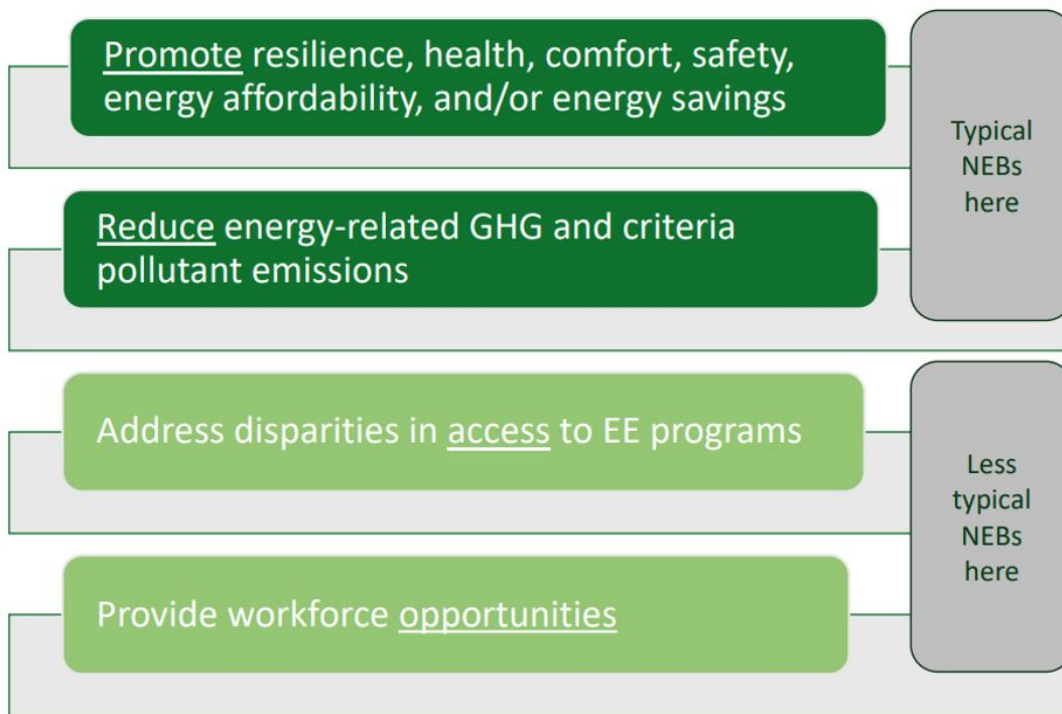 Promote resilience, health, comfort, safety,
energy affordability, and/or energy savings
Typical
NEBs
here
Reduce energy-related GHG and criteria
pollutant emissions
Address disparities in access to EE programs
Less
typical
NEBs
here
Provide workforce opportunities